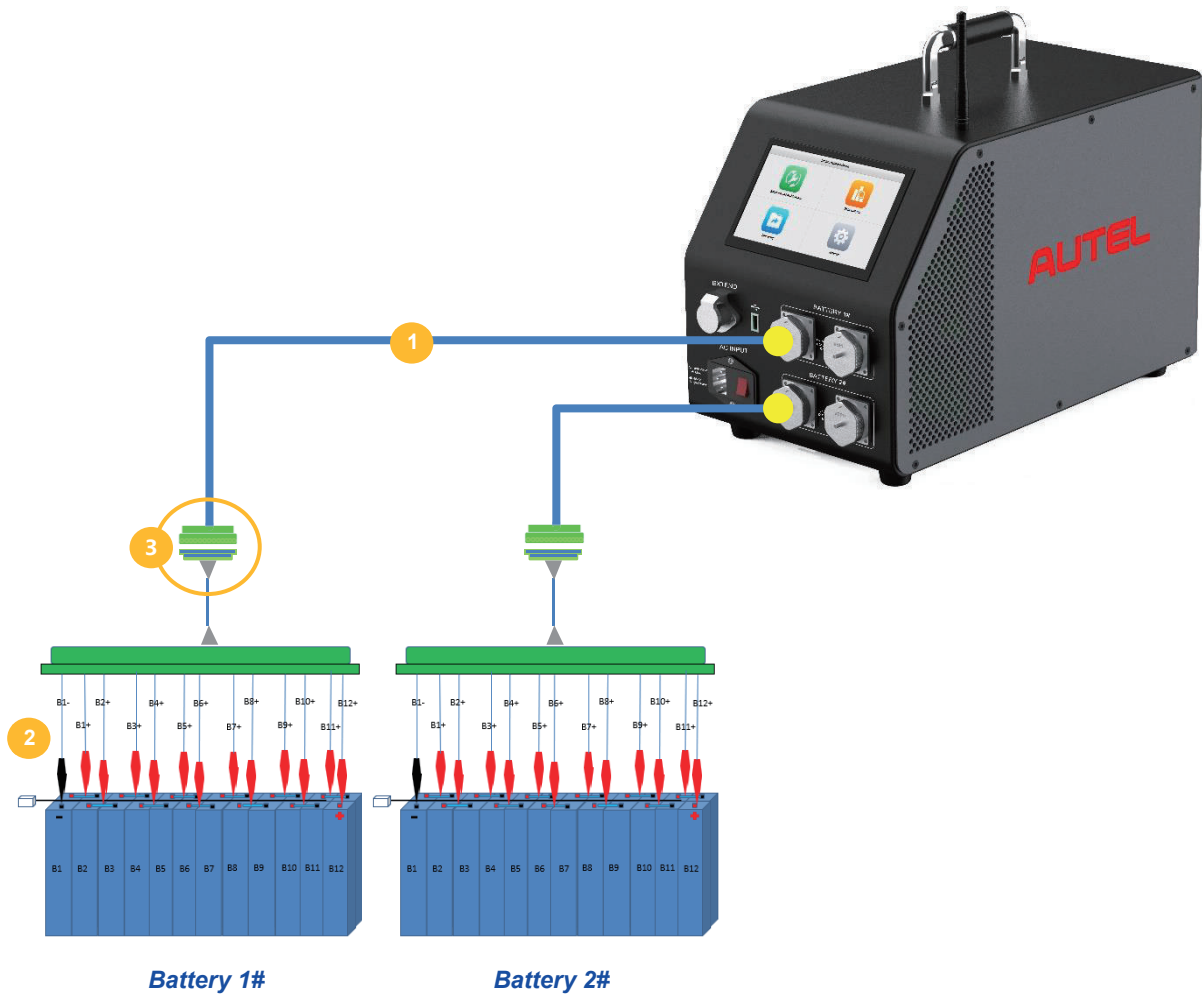 AUTEL
EXTEND
BATTERY 1#
AC INPUT
BATTERY 2#
1
3
2
B1-
B1+
B2+
B3+
B4+
B5+
B6+
B7+
B8+
B9+
B10+
B11+
B12+
B1-
B1+
B2+
B3+
B4+
B5+
B6+
B7+
B8+
B9+
B10+
B11+
B12+
-
+
-
+
B1 B2 B3 B4 B5 B6 B7 B8 B9 B10 B11 B12
B1 B2 B3 B4 B5 B6 B7 B8 B9 B10 B11 B12
Battery 1#
Battery 2#